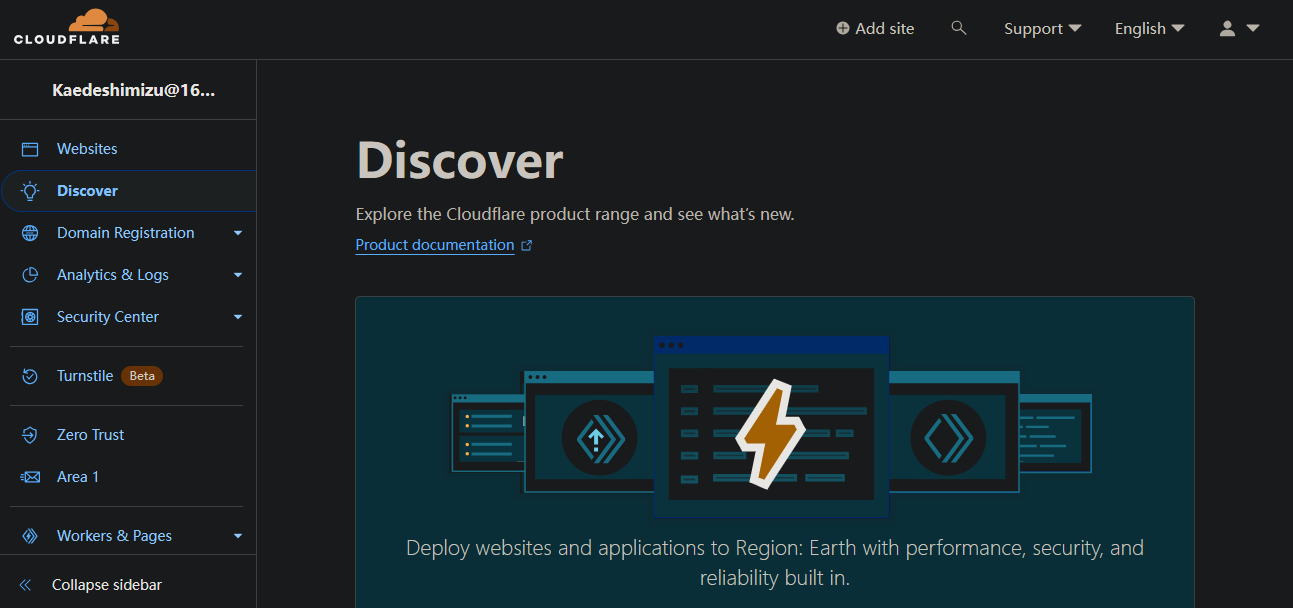 CLOUDFLARE
Add site
Support
English
Kaedeshimizu@16...
Websites
Discover
Domain Registration
Analytics & Logs
Security Center
Turnstile Beta
Zero Trust
Area 1
Workers & Pages
Collapse sidebar
Discover
Explore the Cloudflare product range and see what's new.
Product documentation
Deploy websites and applications to Region: Earth with performance, security, and
reliability built in.